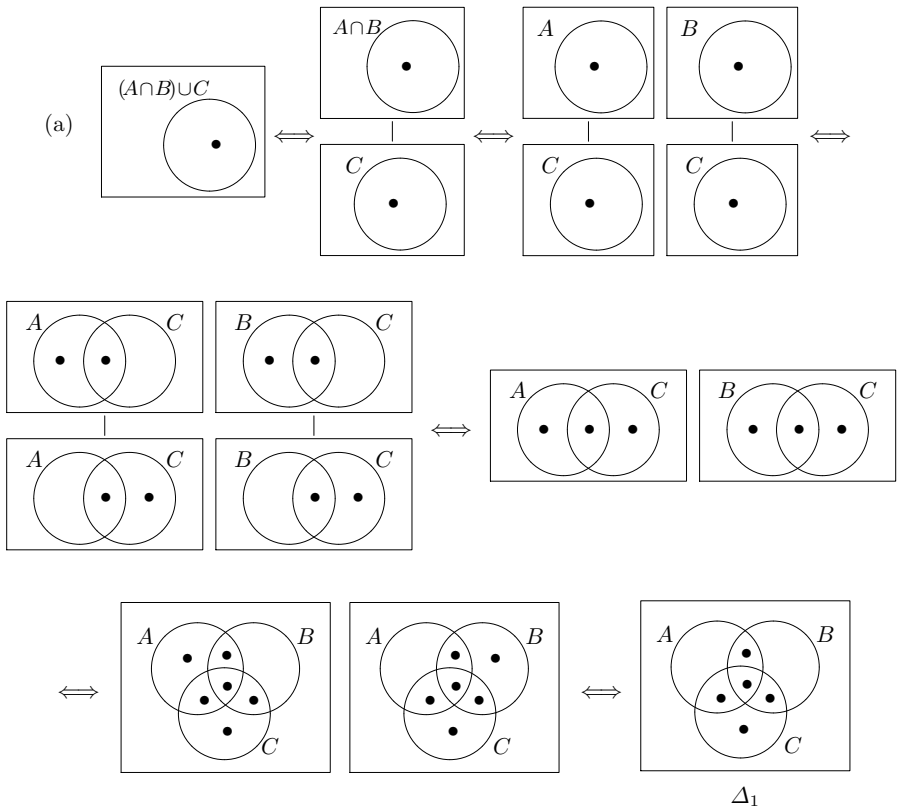 (a) (A∩B)∪C ⟺ A∩B C ⟺ A B C C ⟺
A C B C A C B C ⟺ A C B C
⟺ A B C A B C ⟺ A B C
Δ₁